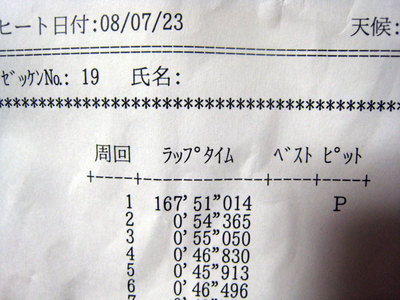 ヒート日付:08/07/23 天候:
==================================
ｾﾞｯｹﾝNo.: 19 氏名:
**********************************
周回 ﾗｯﾌﾟﾀｲﾑ ﾍﾞｽﾄ ﾋﾟｯﾄ
+----+------------+----+----+
1 167'51"014 P
2 0'54"365
3 0'55"050
4 0'46"830
5 0'45"913
6 0'46"496